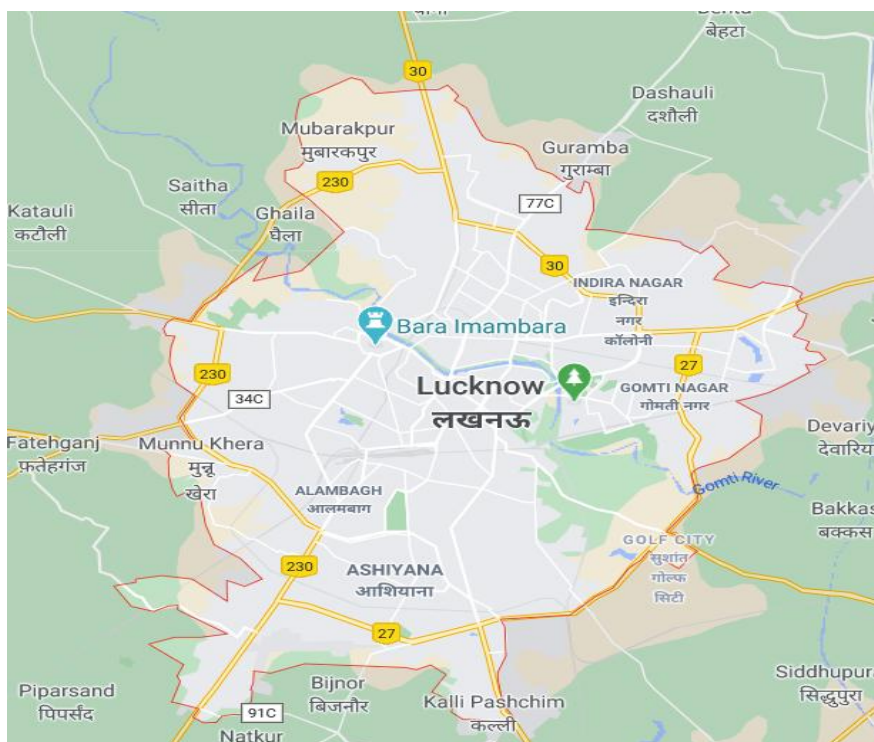 बाना
Behta
बेहटा
30
Dashauli
दशौली
Mubarakpur
मुबारकपुर
Guramba
गुराम्बा
230
Saitha
सीता
77C
Katauli
कटौली
Ghaila
घैला
30
INDIRA NAGAR
इन्दिरा
नगर
कॉलोनी
Bara Imambara
27
230
Lucknow
लखनऊ
GOMTI NAGAR
गोमती नगर
34C
Fatehganj
फ़तेहगंज
Munnu Khera
मुन्नू
खेरा
Devariy
देवारिय
Gomti River
ALAMBAGH
आलमबाग
Bakkas
बक्कस
GOLF CITY
सुशांत
गोल्फ
सिटी
230
ASHIYANA
आशियाना
27
Piparsand
पिपर्संद
Bijnor
बिजनौर
Kalli Pashchim
कल्ली
Siddhupura
सिद्धुपुरा
91C
Natkur